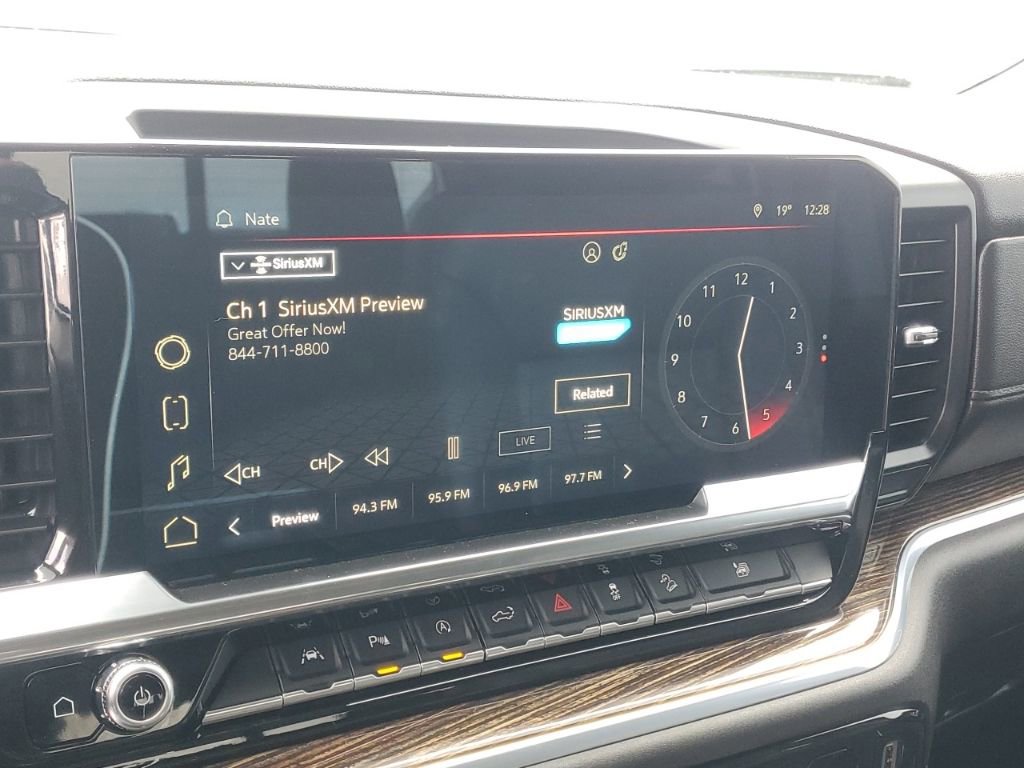 Nate
19° 12:28
SiriusXM
Ch 1 SiriusXM Preview
Great Offer Now!
844-711-8800
SIRIUSXM
Related
12
1
2
3
4
5
6
7
8
9
10
11
CH CH LIVE
Preview 94.3 FM 95.9 FM 96.9 FM 97.7 FM
P
A
OFF